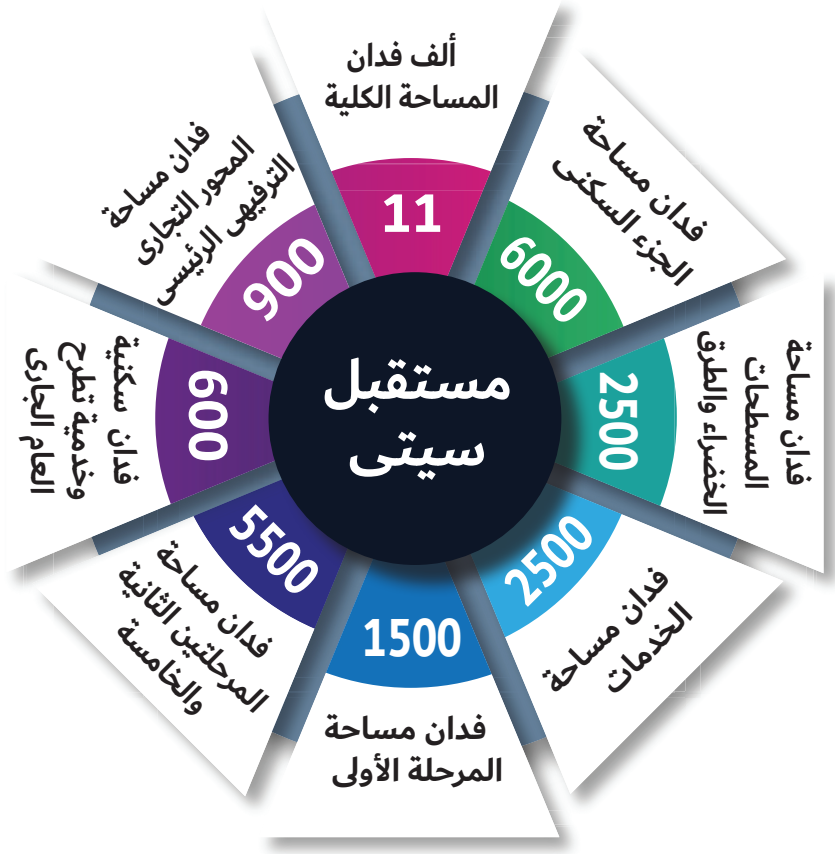 مستقبل
سيتى
11
ألف فدان
المساحة الكلية
6000
فدان مساحة
الجزء السكنى
2500
فدان مساحة
المسطحات
الخضراء والطرق
2500
فدان مساحة
الخدمات
1500
فدان مساحة
المرحلة الأولى
5500
فدان مساحة
المرحلتين الثانية
والخامسة
600
فدان سكنية
وخدمية تطرح
العام الجارى
900
فدان مساحة
المحور التجارى
الترفيهى الرئيسى